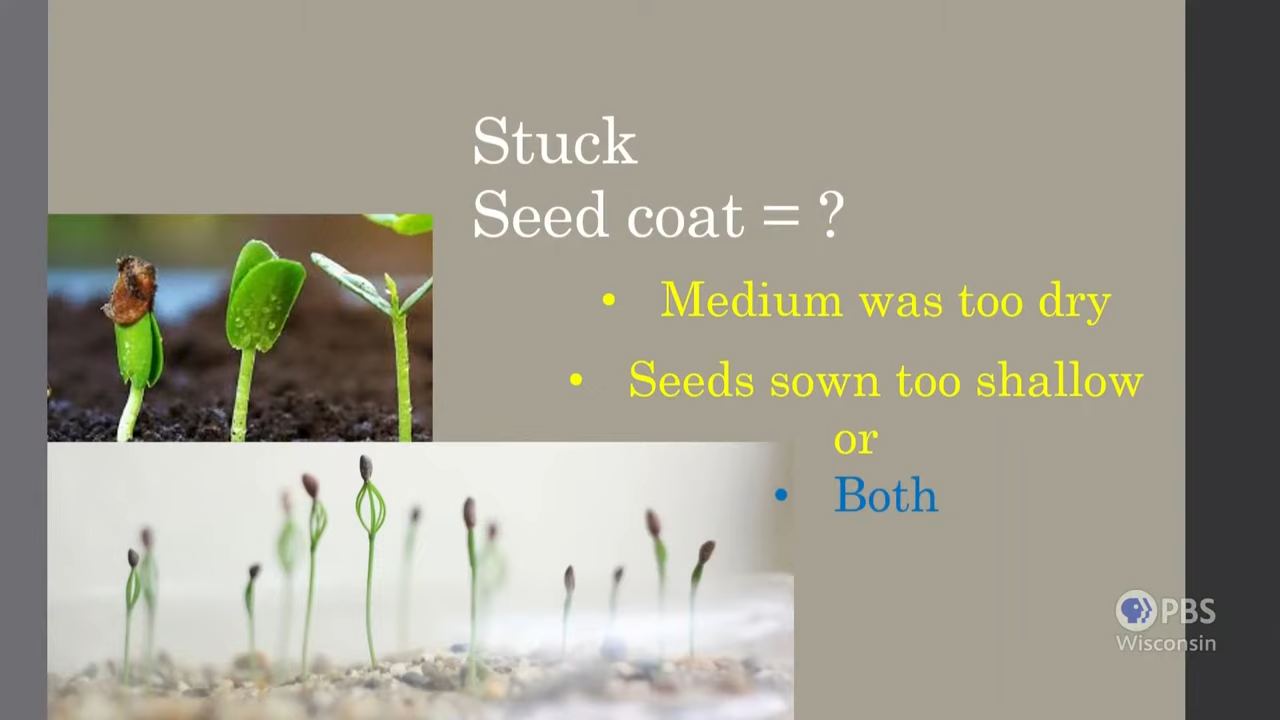 Stuck
Seed coat = ?
• Medium was too dry
• Seeds sown too shallow
or
• Both
PBS
Wisconsin